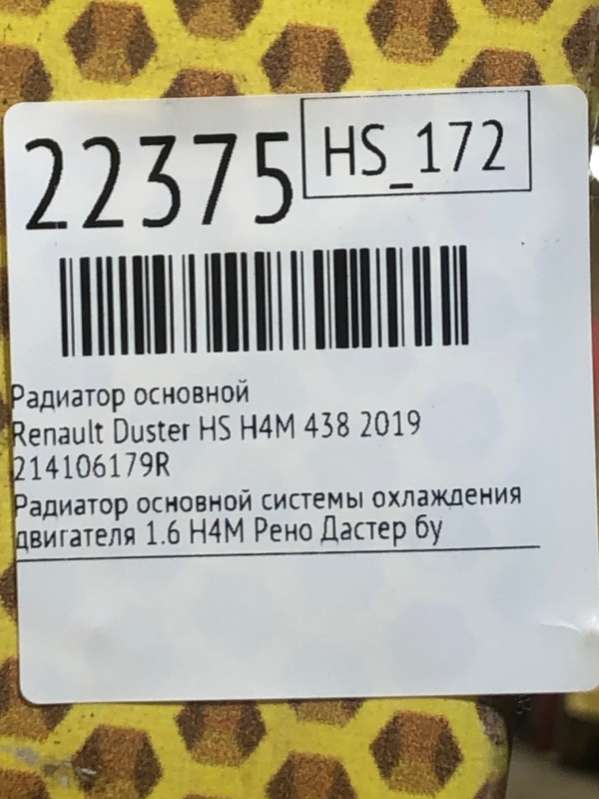 22375
HS_172
Радиатор основной
Renault Duster HS H4M 438 2019
214106179R
Радиатор основной системы охлаждения
двигателя 1.6 H4M Рено Дастер бу